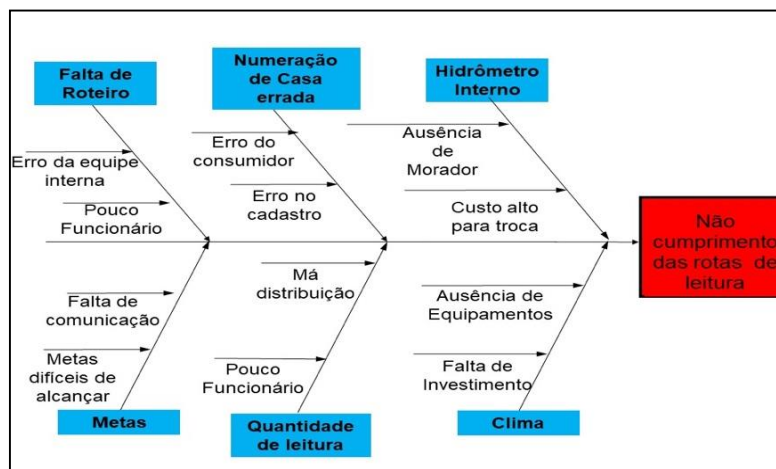 Falta de
Roteiro
Numeração
de Casa
errada
Hidrômetro
Interno
Erro da equipe
interna
Pouco
Funcionário
Erro do
consumidor
Erro no
cadastro
Ausência
de
Morador
Custo alto
para troca
Não
cumprimento
das rotas de
leitura
Falta de
comunicação
Metas
difíceis de
alcançar
Má
distribuição
Pouco
Funcionário
Ausência de
Equipamentos
Falta de
Investimento
Metas
Quantidade
de leitura
Clima